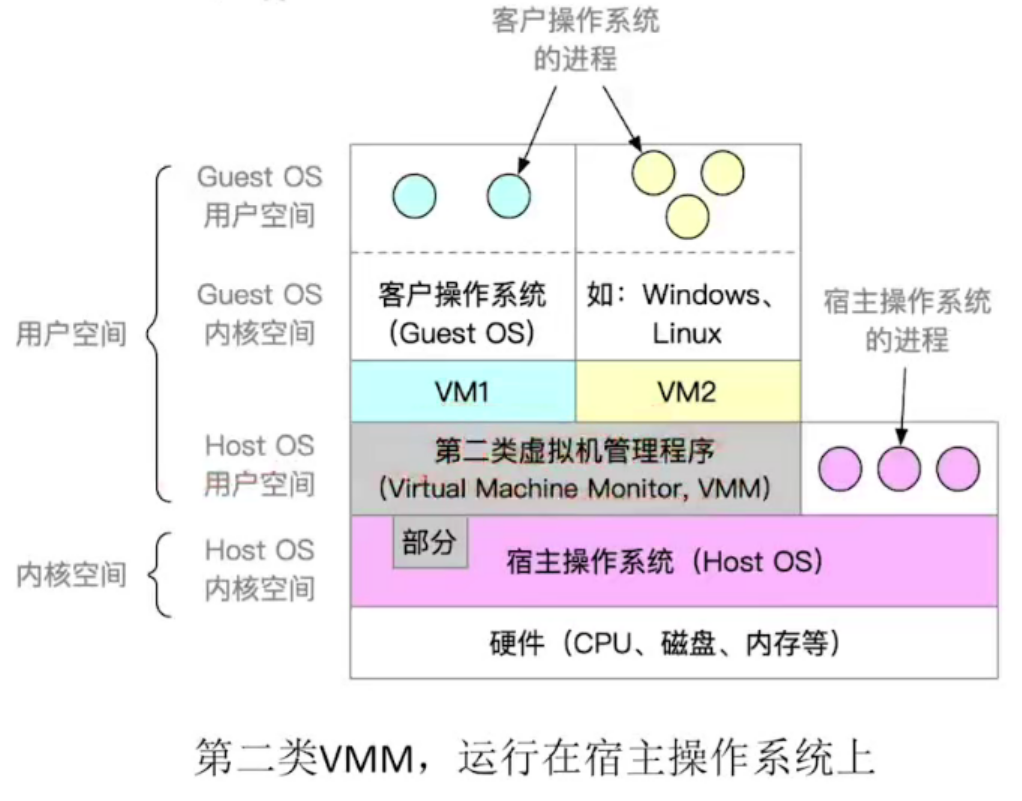 客户操作系统
的进程
Guest OS
用户空间
Guest OS
内核空间
客户操作系统
(Guest OS)
如：Windows、
Linux
宿主操作系统
的进程
用户空间
VM1
VM2
Host OS
用户空间
第二类虚拟机管理程序
(Virtual Machine Monitor, VMM)
内核空间
Host OS
内核空间
部分
宿主操作系统（Host OS）
硬件（CPU、磁盘、内存等）
第二类VMM，运行在宿主操作系统上